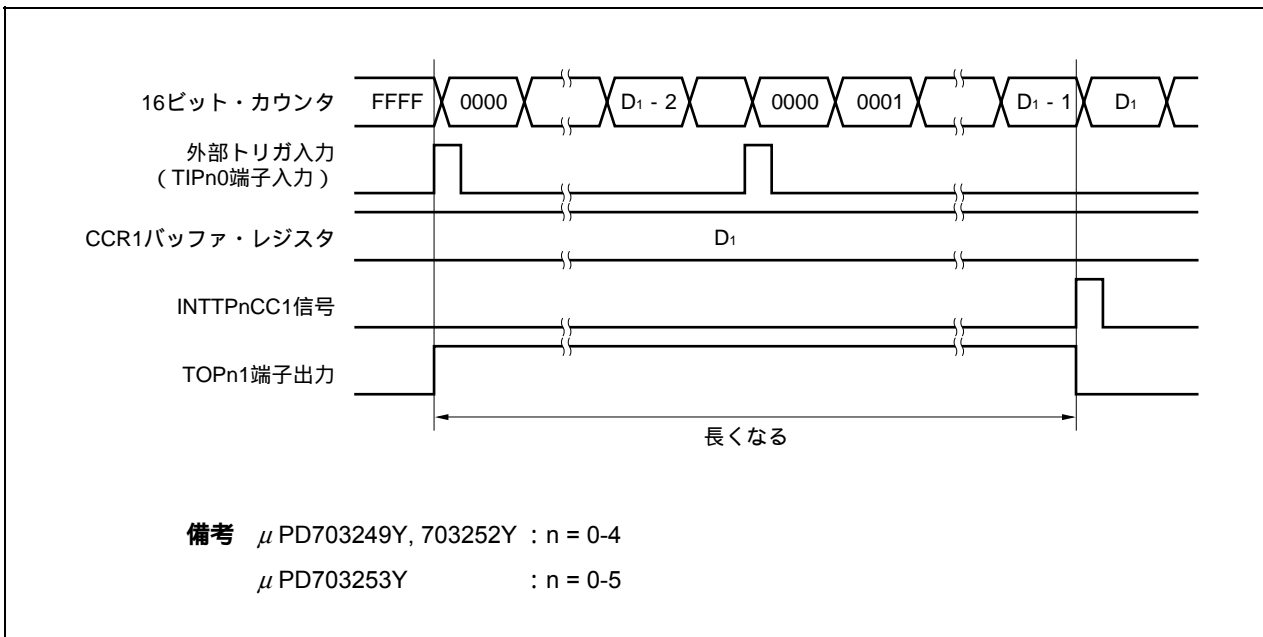 16ビット・カウンタ FFFF 0000 D₁ - 2 0000 0001 D₁ - 1 D₁
外部トリガ入力
（TIPn0端子入力）
CCR1バッファ・レジスタ D₁
INTTPnCC1信号
TOPn1端子出力
長くなる
備考 μPD703249Y, 703252Y : n = 0-4
μPD703253Y : n = 0-5